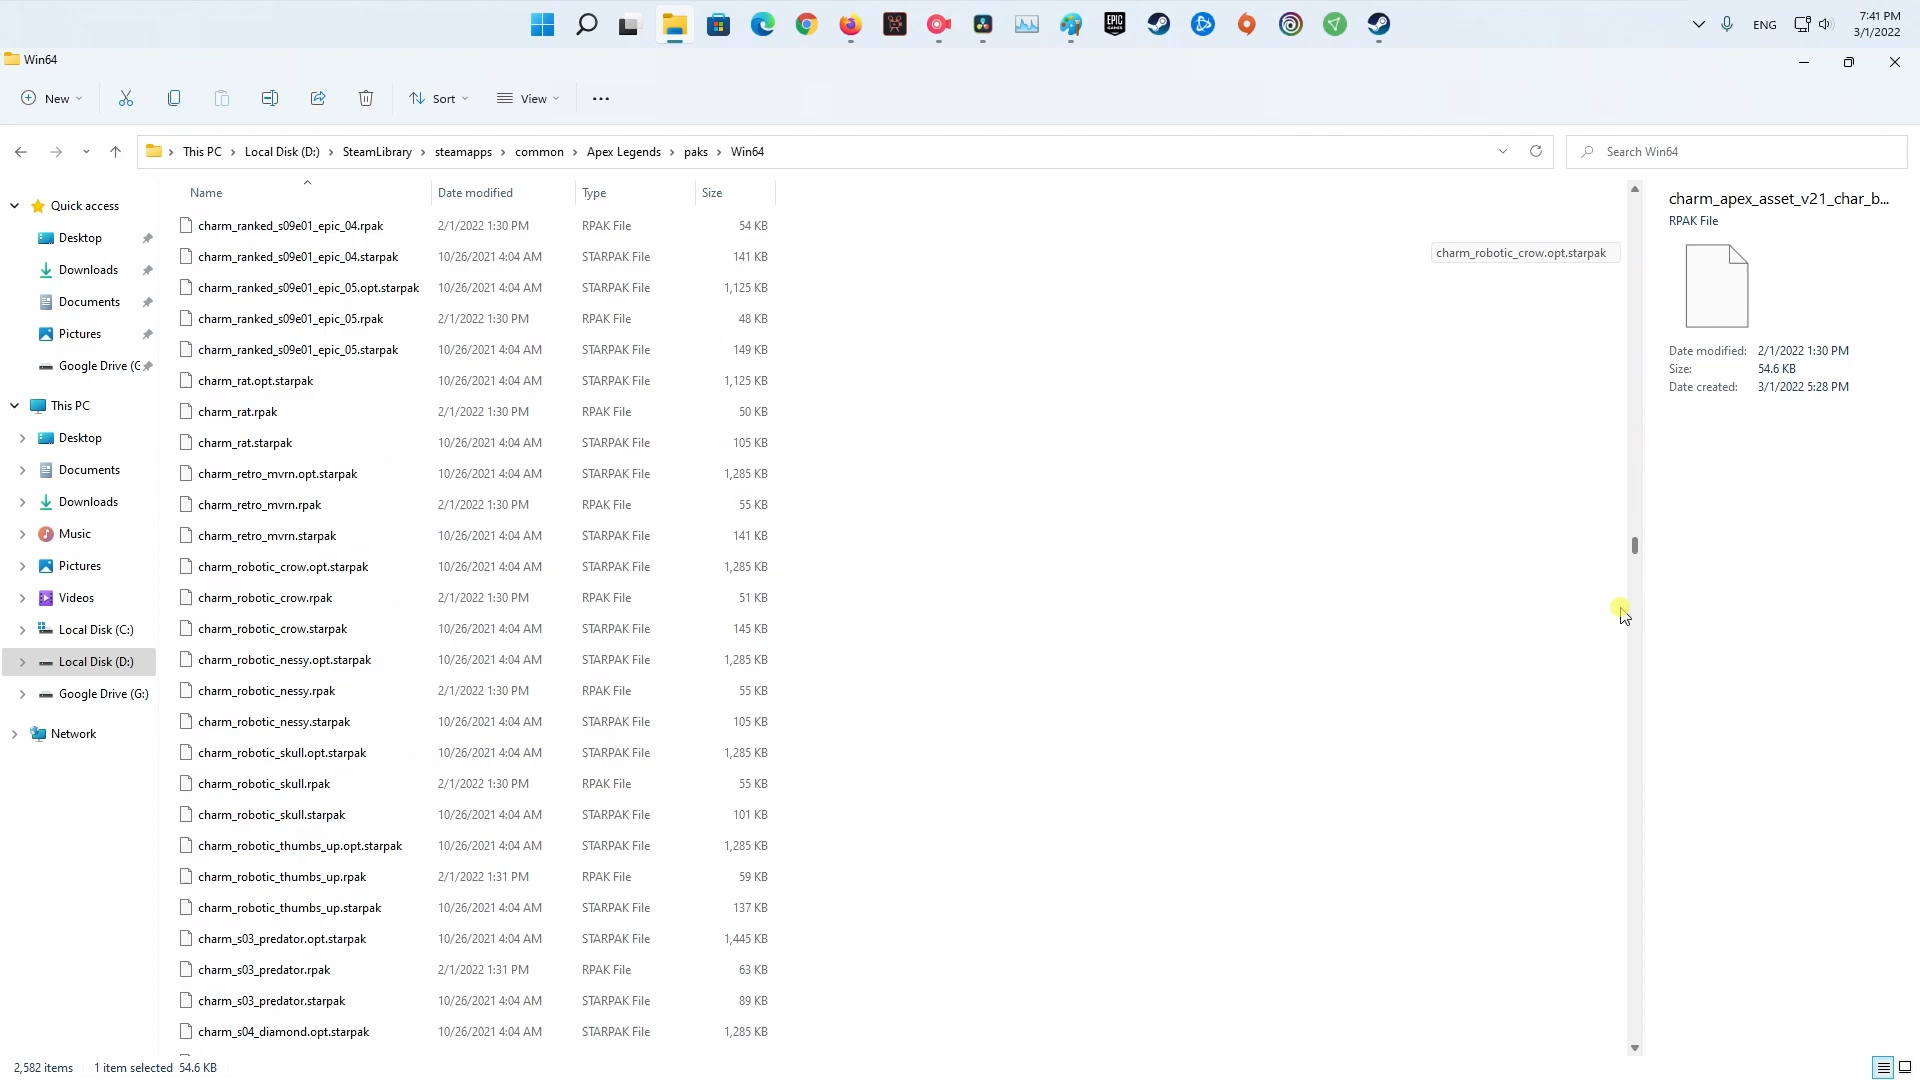 EPIC GAMES
ENG
7:41 PM
3/1/2022
Win64
New
Sort
View
This PC > Local Disk (D:) > SteamLibrary > steamapps > common > Apex Legends > paks > Win64
Search Win64
Quick access
Desktop
Downloads
Documents
Pictures
Google Drive (G
This PC
Desktop
Documents
Downloads
Music
Pictures
Videos
Local Disk (C:)
Local Disk (D:)
Google Drive (G:)
Network
Name Date modified Type Size
charm_ranked_s09e01_epic_04.rpak 2/1/2022 1:30 PM RPAK File 54 KB
charm_ranked_s09e01_epic_04.starpak 10/26/2021 4:04 AM STARPAK File 141 KB
charm_ranked_s09e01_epic_05.opt.starpak 10/26/2021 4:04 AM STARPAK File 1,125 KB
charm_ranked_s09e01_epic_05.rpak 2/1/2022 1:30 PM RPAK File 48 KB
charm_ranked_s09e01_epic_05.starpak 10/26/2021 4:04 AM STARPAK File 149 KB
charm_rat.opt.starpak 10/26/2021 4:04 AM STARPAK File 1,125 KB
charm_rat.rpak 2/1/2022 1:30 PM RPAK File 50 KB
charm_rat.starpak 10/26/2021 4:04 AM STARPAK File 105 KB
charm_retro_mvrn.opt.starpak 10/26/2021 4:04 AM STARPAK File 1,285 KB
charm_retro_mvrn.rpak 2/1/2022 1:30 PM RPAK File 55 KB
charm_retro_mvrn.starpak 10/26/2021 4:04 AM STARPAK File 141 KB
charm_robotic_crow.opt.starpak 10/26/2021 4:04 AM STARPAK File 1,285 KB
charm_robotic_crow.rpak 2/1/2022 1:30 PM RPAK File 51 KB
charm_robotic_crow.starpak 10/26/2021 4:04 AM STARPAK File 145 KB
charm_robotic_nessy.opt.starpak 10/26/2021 4:04 AM STARPAK File 1,285 KB
charm_robotic_nessy.rpak 2/1/2022 1:30 PM RPAK File 55 KB
charm_robotic_nessy.starpak 10/26/2021 4:04 AM STARPAK File 105 KB
charm_robotic_skull.opt.starpak 10/26/2021 4:04 AM STARPAK File 1,285 KB
charm_robotic_skull.rpak 2/1/2022 1:30 PM RPAK File 55 KB
charm_robotic_skull.starpak 10/26/2021 4:04 AM STARPAK File 101 KB
charm_robotic_thumbs_up.opt.starpak 10/26/2021 4:04 AM STARPAK File 1,285 KB
charm_robotic_thumbs_up.rpak 2/1/2022 1:31 PM RPAK File 59 KB
charm_robotic_thumbs_up.starpak 10/26/2021 4:04 AM STARPAK File 137 KB
charm_s03_predator.opt.starpak 10/26/2021 4:04 AM STARPAK File 1,445 KB
charm_s03_predator.rpak 2/1/2022 1:31 PM RPAK File 63 KB
charm_s03_predator.starpak 10/26/2021 4:04 AM STARPAK File 89 KB
charm_s04_diamond.opt.starpak 10/26/2021 4:04 AM STARPAK File 1,285 KB
charm_robotic_crow.opt.starpak
charm_apex_asset_v21_char_b...
RPAK File
Date modified: 2/1/2022 1:30 PM
Size: 54.6 KB
Date created: 3/1/2022 5:28 PM
2,582 items 1 item selected 54.6 KB